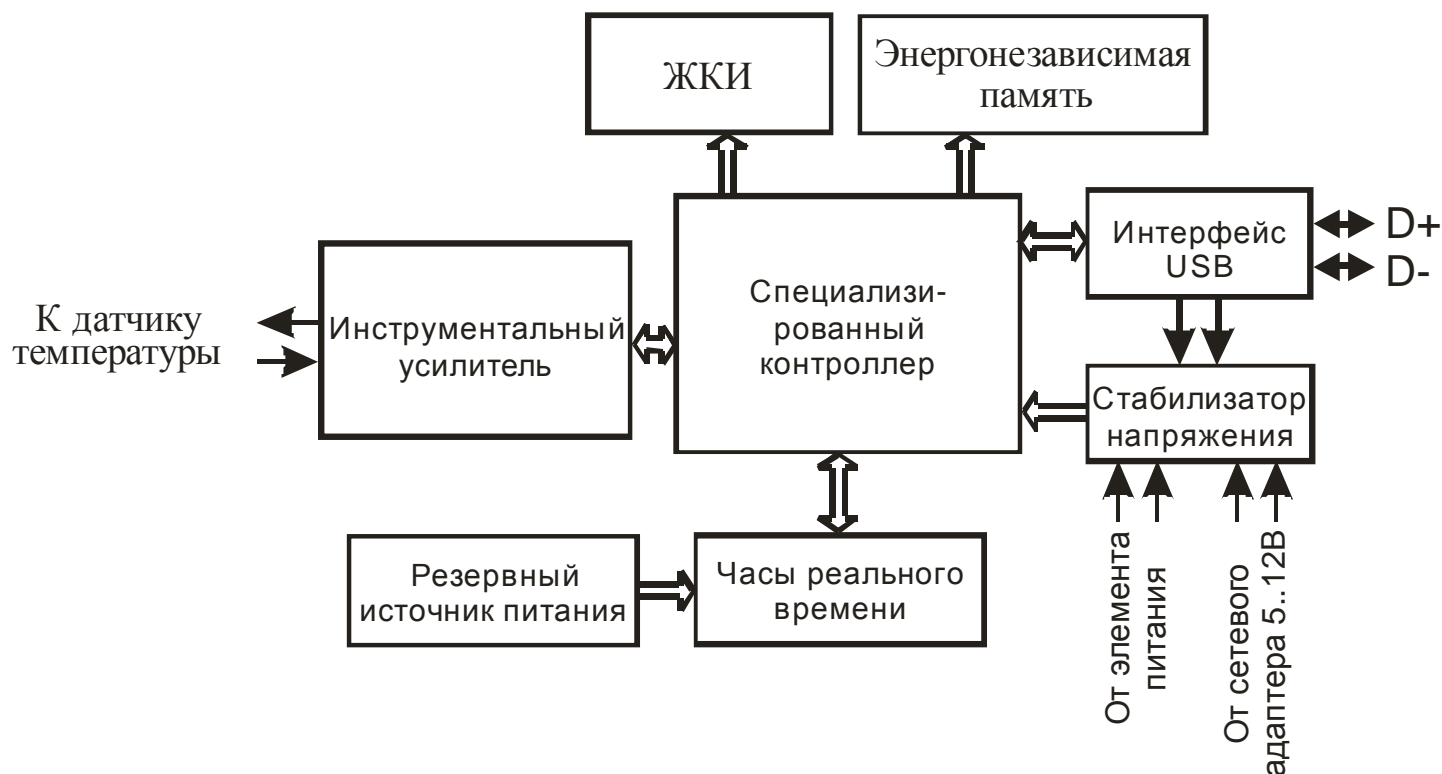 ЖКИ
Энергонезависимая
память
Интерфейс
USB
D+
D-
Специализи-
рованный
контроллер
К датчику
температуры
Инструментальный
усилитель
Стабилизатор
напряжения
Резервный
источник питания
Часы реального
времени
От элемента
питания
От сетевого
адаптера 5..12В